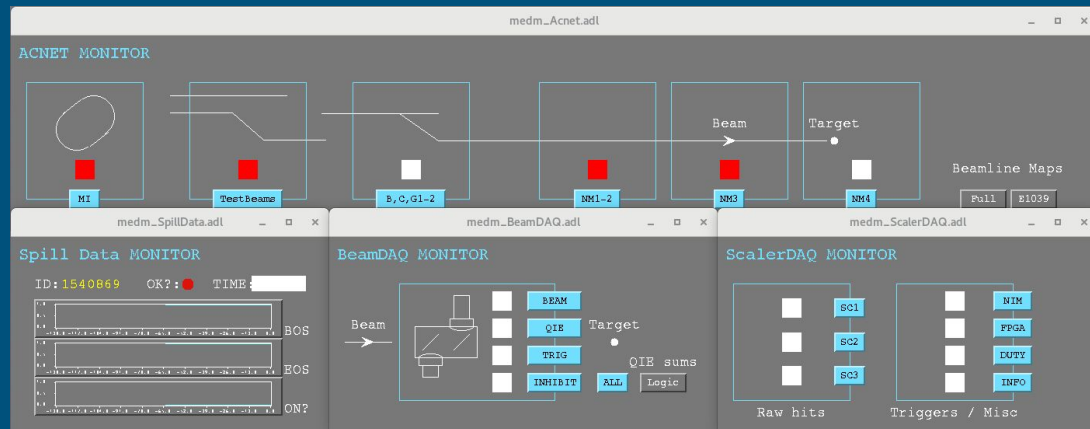 medm_Acnet.adl
ACNET MONITOR
Beam
Target
Beamline Maps
MI
TestBeams
B,C,G1-2
NM1-2
NM3
NM4
Full
E1039
medm_SpillData.adl
Spill Data MONITOR
ID:1540869 OK?: TIME:
BOS
EOS
ON?
medm_BeamDAQ.adl
BeamDAQ MONITOR
BEAM
Beam
QIE
Target
TRIG
QIE sums
INHIBIT
ALL
Logic
medm_ScalerDAQ.adl
ScalerDAQ MONITOR
SC1
SC2
SC3
Raw hits
NIM
FPGA
DUTY
INFO
Triggers / Misc